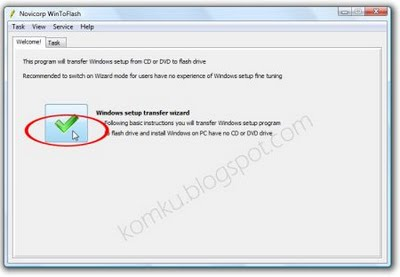 Novicorp WinToFlash
Task View Service Help
Welcome! Task
This program will transfer Windows setup from CD or DVD to flash drive
Recommended to switch on Wizard mode for users have no experience of Windows setup fine tuning
Windows setup transfer wizard
Following basic instructions you will transfer Windows setup program
flash drive and install Windows on PC have no CD or DVD drive
komku.blogspot.com